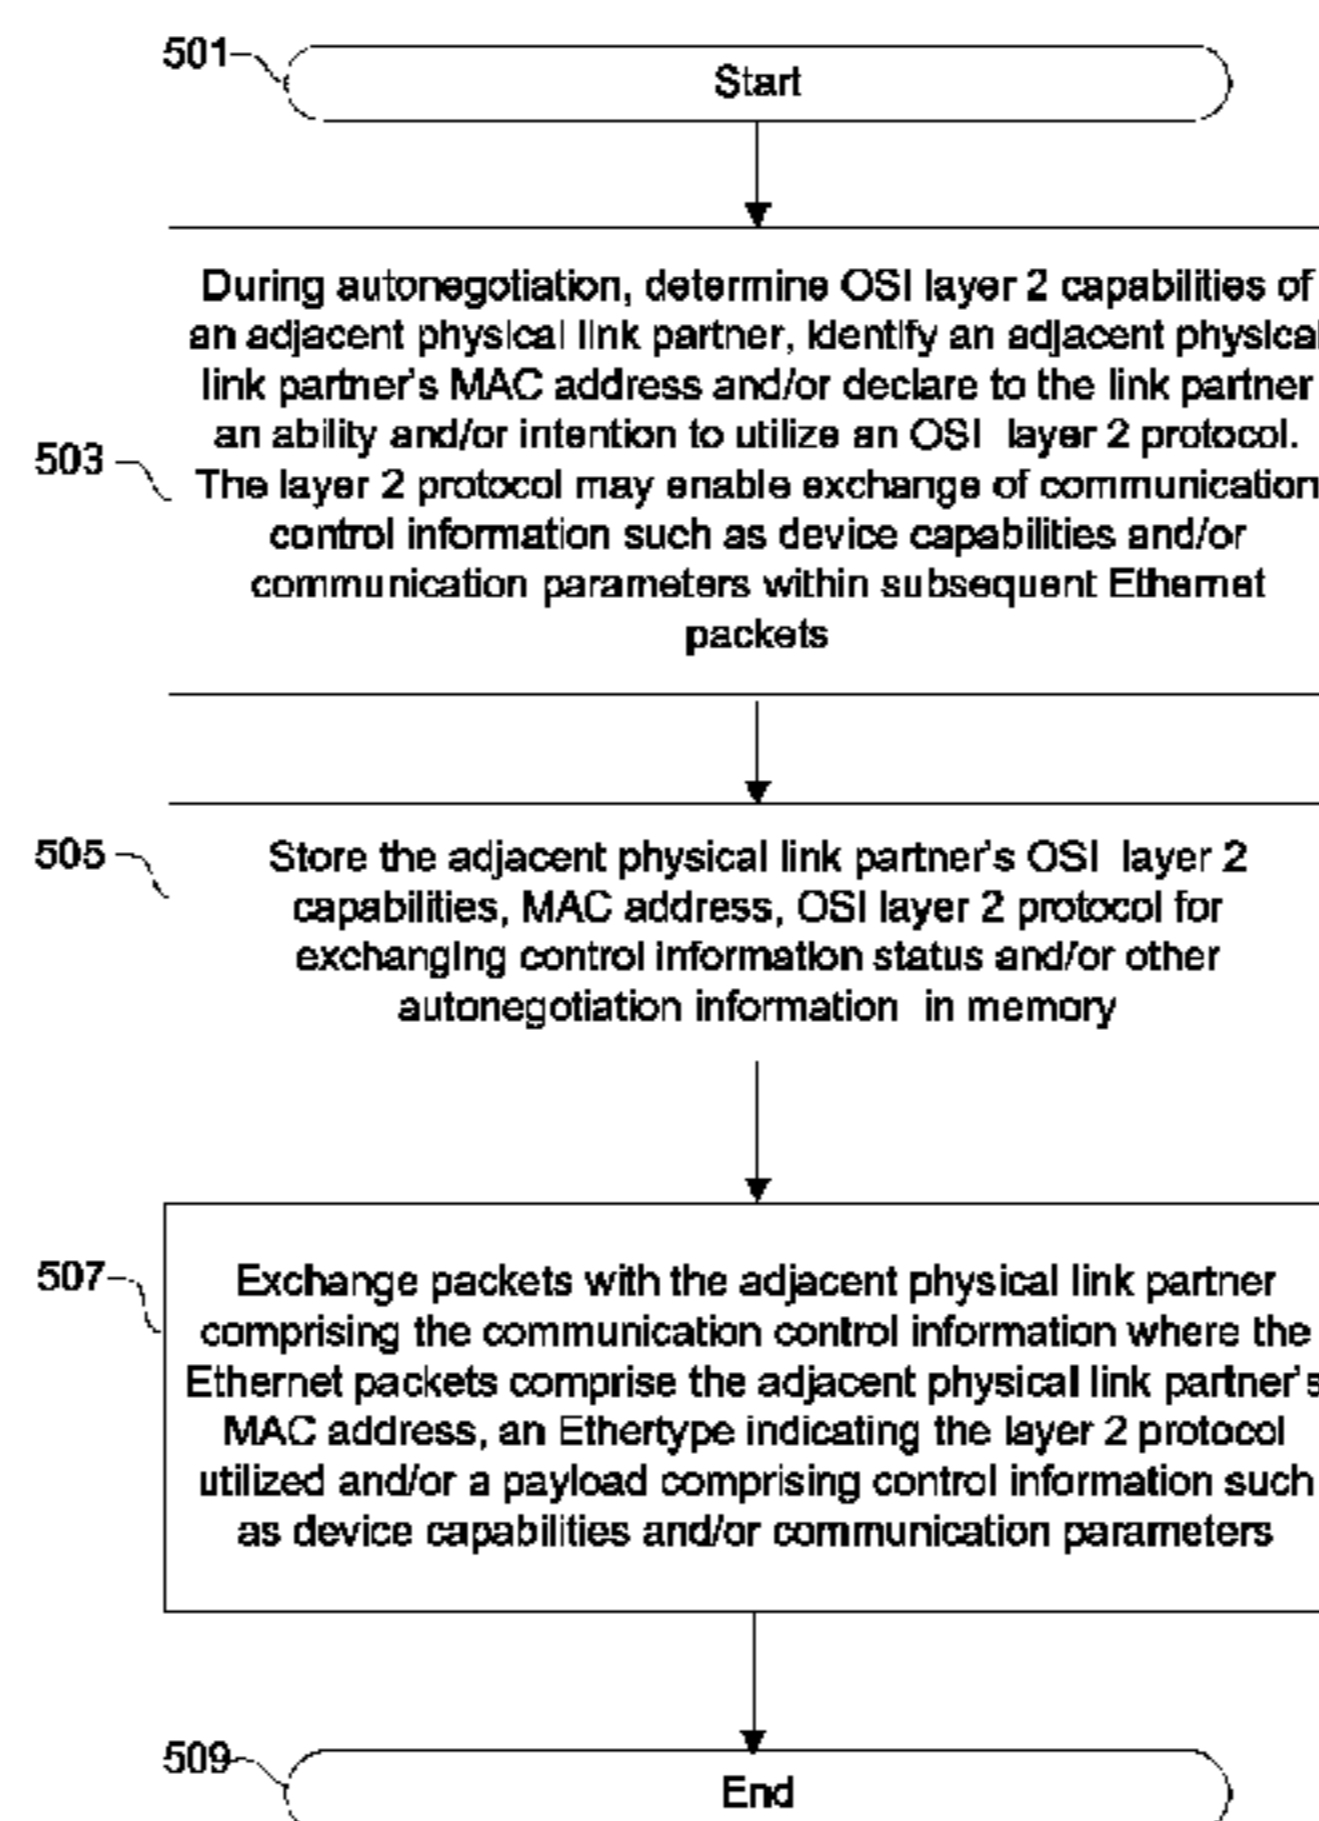 501
Start
During autonegotiation, determine OSI layer 2 capabilities of
an adjacent physical link partner, identify an adjacent physical
link partner's MAC address and/or declare to the link partner
an ability and/or intention to utilize an OSI layer 2 protocol.
503
The layer 2 protocol may enable exchange of communication
control information such as device capabilities and/or
communication parameters within subsequent Ethernet
packets
505
Store the adjacent physical link partner's OSI layer 2
capabilities, MAC address, OSI layer 2 protocol for
exchanging control information status and/or other
autonegotiation information in memory
507
Exchange packets with the adjacent physical link partner
comprising the communication control information where the
Ethernet packets comprise the adjacent physical link partner's
MAC address, an Ethertype indicating the layer 2 protocol
utilized and/or a payload comprising control information such
as device capabilities and/or communication parameters
509
End